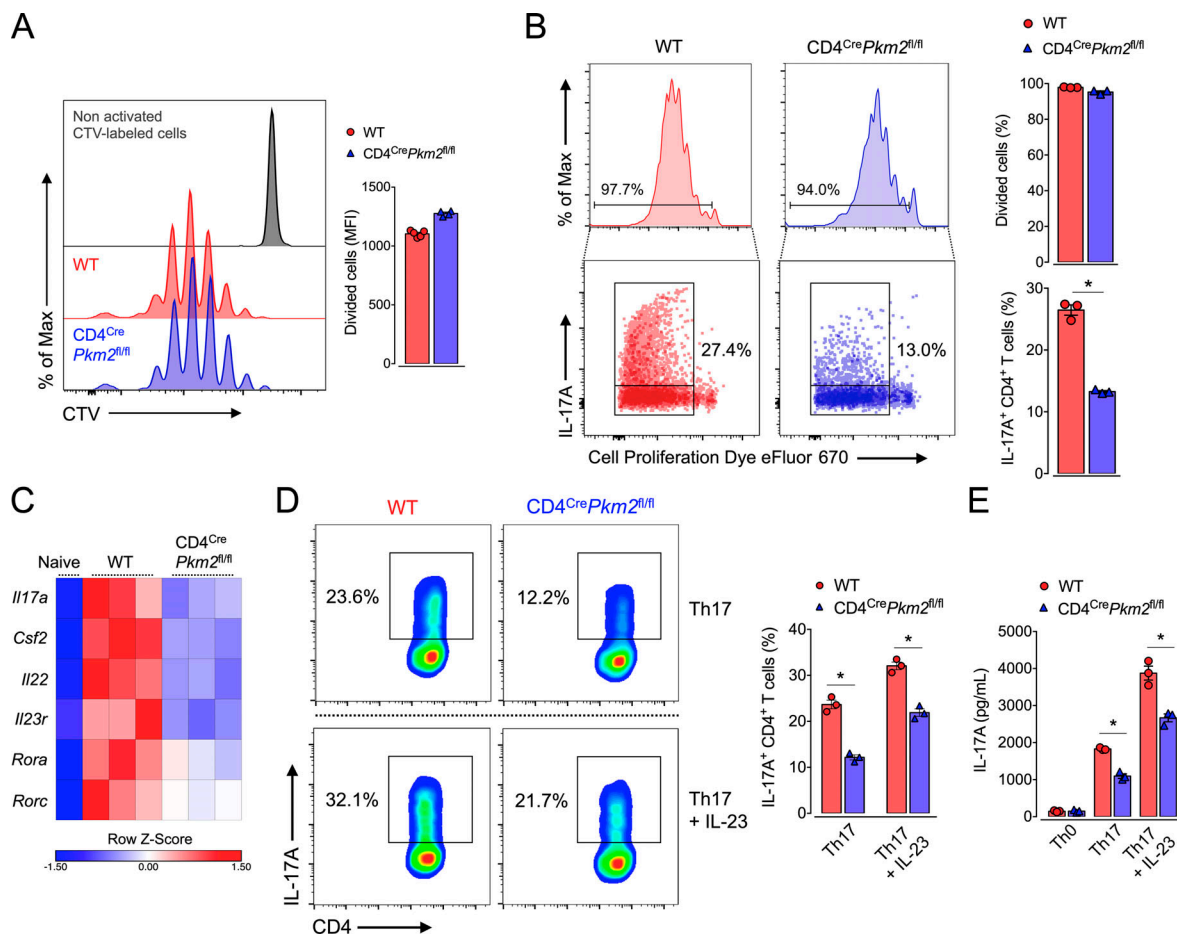 A
Non activated
CTV-labeled cells
WT
CD4Cre
Pkm2fl/fl
% of Max
CTV
WT
CD4CrePkm2fl/fl
1500
1000
500
0
Divided cells (MFI)
B
WT
CD4CrePkm2fl/fl
97.7%
94.0%
% of Max
27.4%
13.0%
IL-17A
Cell Proliferation Dye eFluor 670
WT
CD4CrePkm2fl/fl
100
80
60
40
20
0
Divided cells (%)
30
20
10
0
*
IL-17A+ CD4+ T cells (%)
C
Naive
WT
CD4Cre
Pkm2fl/fl
Il17a
Csf2
Il22
Il23r
Rora
Rorc
Row Z-Score
-1.50
0.00
1.50
D
WT
CD4CrePkm2fl/fl
23.6%
12.2%
Th17
32.1%
21.7%
Th17
+ IL-23
IL-17A
CD4
WT
CD4CrePkm2fl/fl
40
30
20
10
0
*
*
IL-17A+ CD4+ T cells (%)
Th17
Th17
+ IL-23
E
WT
CD4CrePkm2fl/fl
5000
4000
3000
2000
1000
0
*
*
IL-17A (pg/mL)
Th0
Th17
Th17
+ IL-23